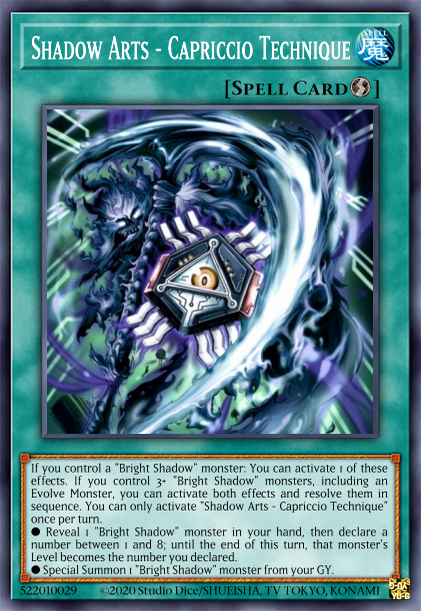 Shadow Arts - Capriccio Technique
SPELL
魔
[Spell Card]
If you control a "Bright Shadow" monster: You can activate 1 of these
effects. If you control 3+ "Bright Shadow" monsters, including an
Evolve Monster, you can activate both effects and resolve them in
sequence. You can only activate "Shadow Arts - Capriccio Technique"
once per turn.
● Reveal 1 "Bright Shadow" monster in your hand, then declare a
number between 1 and 8; until the end of this turn, that monster's
Level becomes the number you declared.
● Special Summon 1 "Bright Shadow" monster from your GY.
522010029 ©2020 Studio Dice/SHUEISHA, TV TOKYO, KONAMI